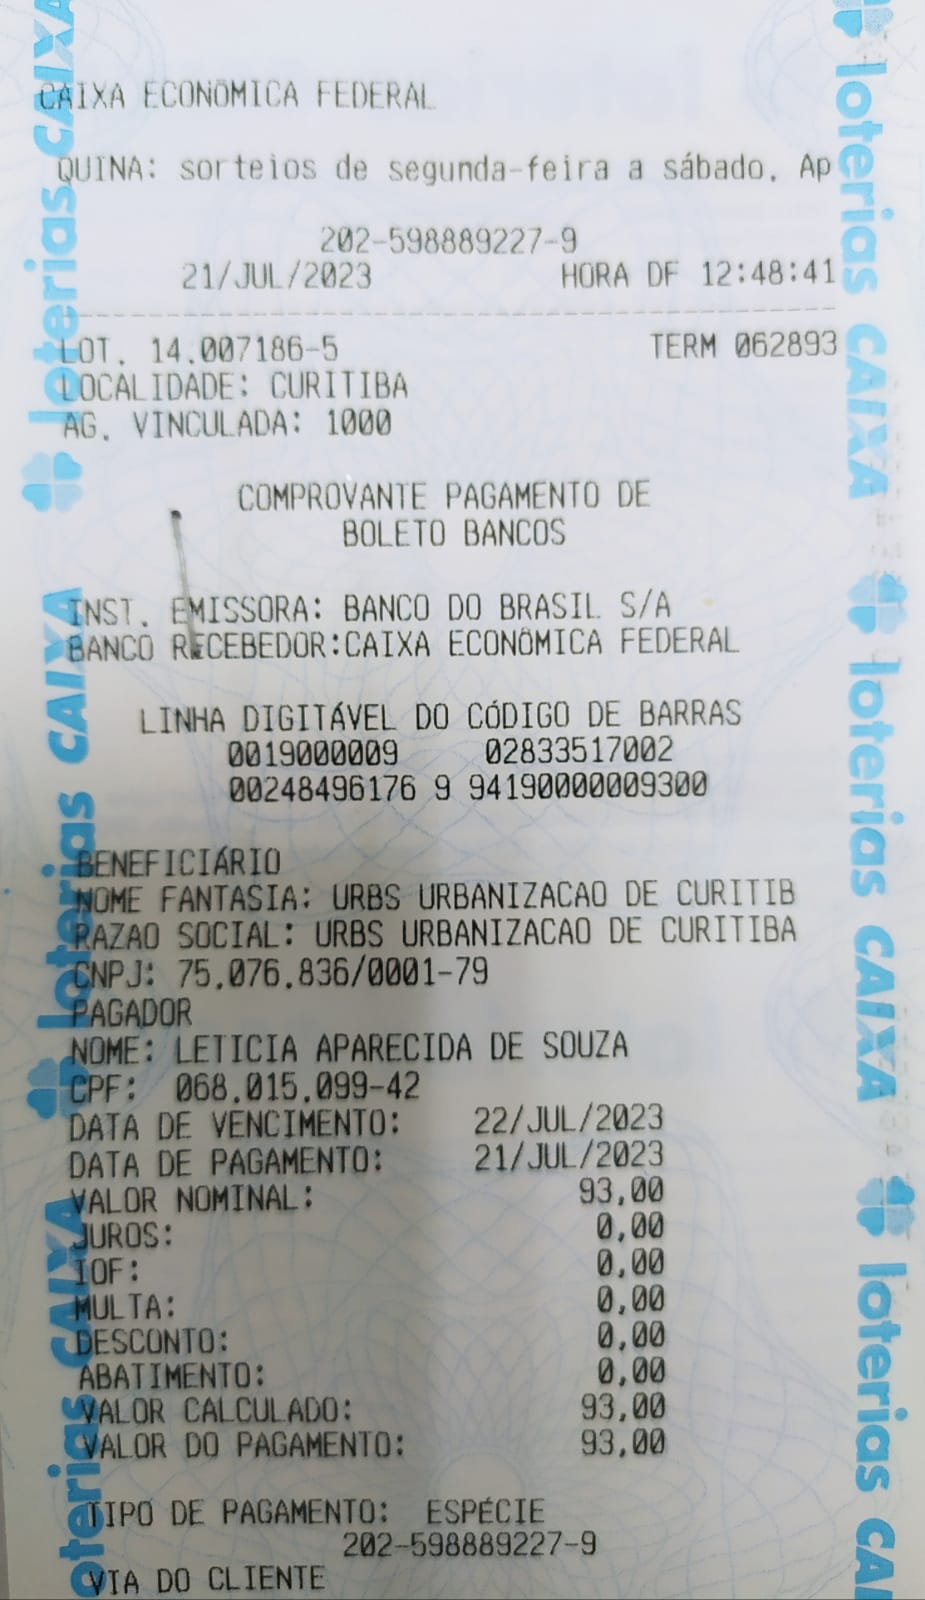 CAIXA ECONÔMICA FEDERAL
QUINA: sorteios de segunda-feira a sábado. Ap
202-598889227-9
21/JUL/2023 HORA DF 12:48:41
LOT. 14.007186-5 TERM 062893
LOCALIDADE: CURITIBA
AG. VINCULADA: 1000
COMPROVANTE PAGAMENTO DE
BOLETO BANCOS
INST. EMISSORA: BANCO DO BRASIL S/A
BANCO RECEBEDOR:CAIXA ECONÔMICA FEDERAL
LINHA DIGITÁVEL DO CÓDIGO DE BARRAS
0019000009 02833517002
00248496176 9 94190000009300
BENEFICIÁRIO
NOME FANTASIA: URBS URBANIZACAO DE CURITIB
RAZAO SOCIAL: URBS URBANIZACAO DE CURITIBA
CNPJ: 75.076.836/0001-79
PAGADOR
NOME: LETICIA APARECIDA DE SOUZA
CPF: 068.015.099-42
DATA DE VENCIMENTO: 22/JUL/2023
DATA DE PAGAMENTO: 21/JUL/2023
VALOR NOMINAL: 93,00
JUROS: 0,00
IOF: 0,00
MULTA: 0,00
DESCONTO: 0,00
ABATIMENTO: 0,00
VALOR CALCULADO: 93,00
VALOR DO PAGAMENTO: 93,00
TIPO DE PAGAMENTO: ESPÉCIE
202-598889227-9
VIA DO CLIENTE
loterias CAIXA loterias CAIXA loterias CAIXA
loterias CAIXA loterias CAIXA loterias CAI